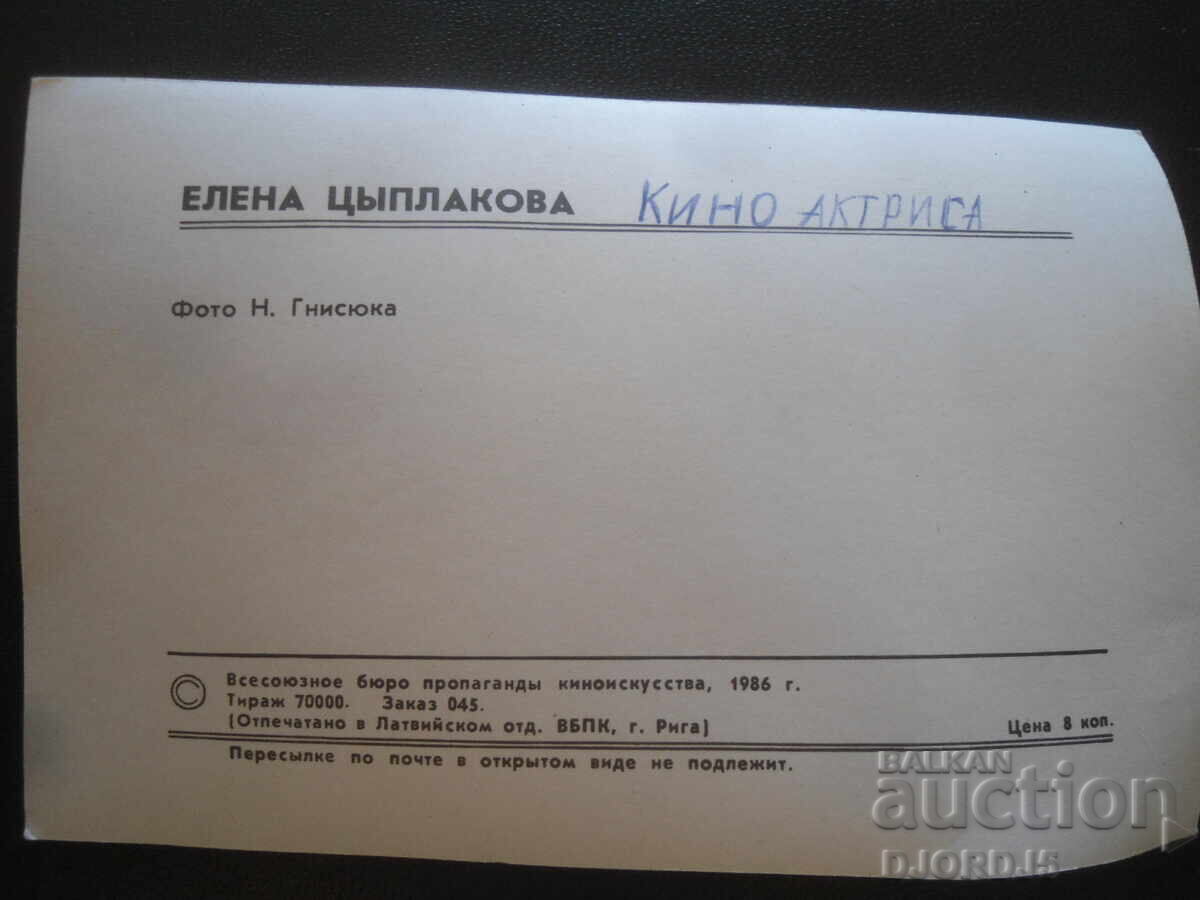 ЕЛЕНА ЦЫПЛАКОВА КИНО АКТРИСА
Фото Н. Гнисюка
© Всесоюзное бюро пропаганды киноискусства, 1986 г.
Тираж 70000. Заказ 045.
(Отпечатано в Латвийском отд. ВБПК, г. Рига) Цена 8 коп.
Пересылке по почте в открытом виде не подлежит.
BALKAN
auction
DJORDJ5